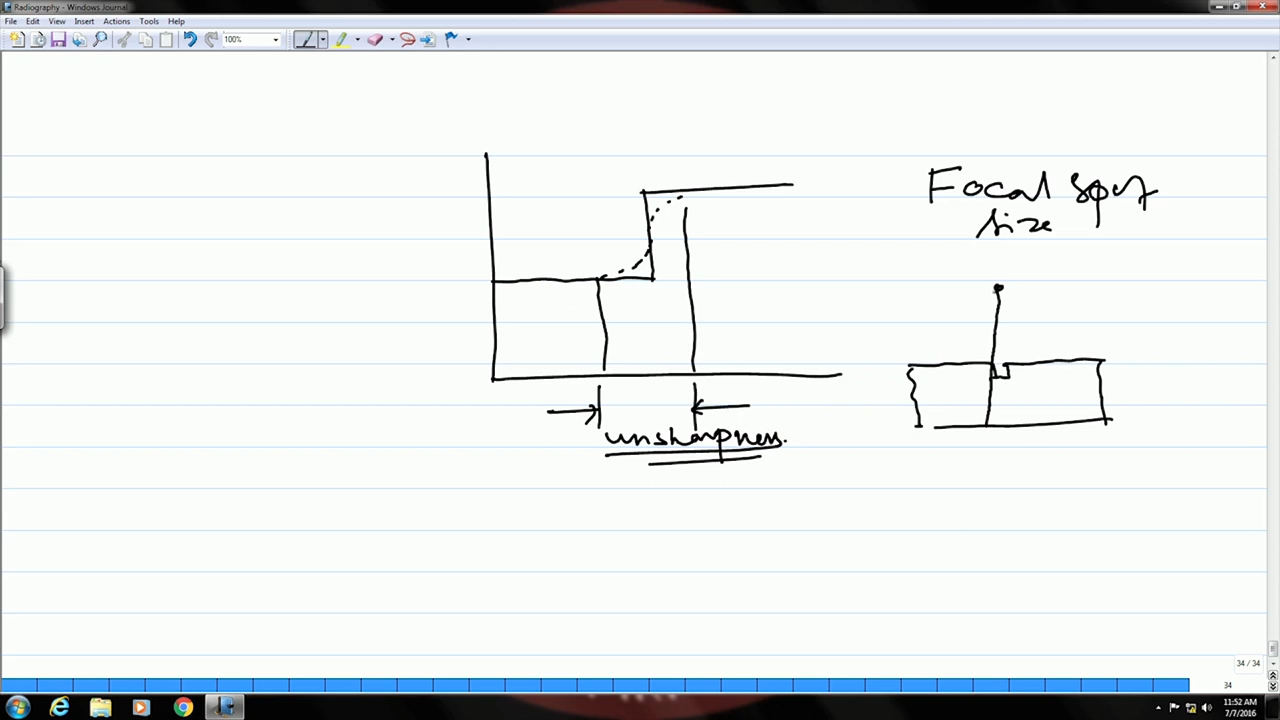 Radiography - Windows Journal
File Edit View Insert Actions Tools Help
100%
Focal spot
size
unsharpness.
34 / 34
34
11:52 AM
7/7/2016